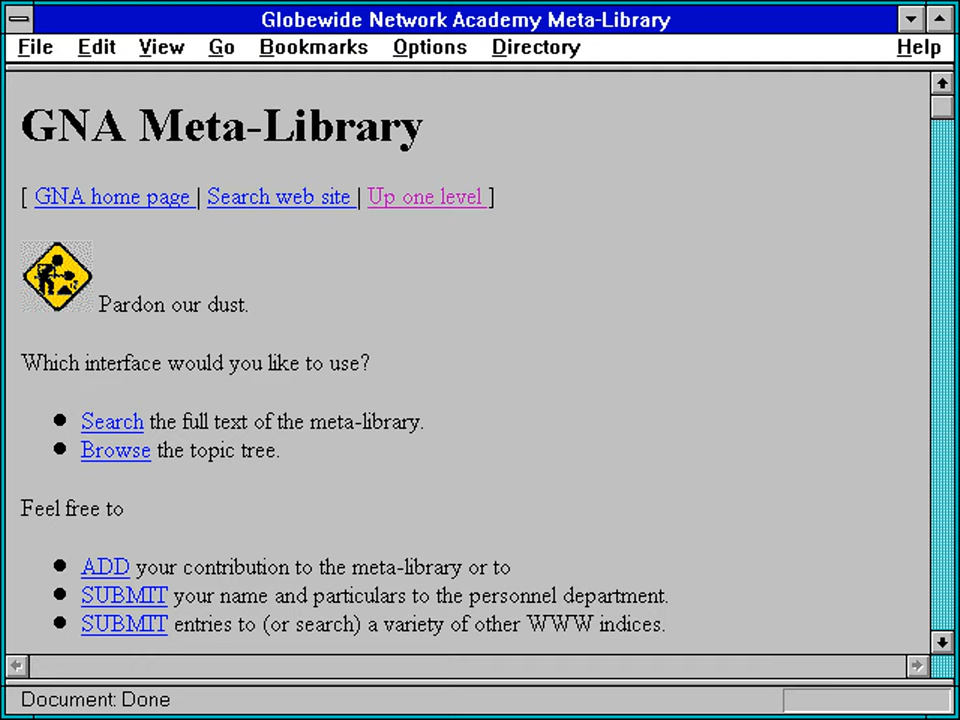 Globewide Network Academy Meta-Library
File Edit View Go Bookmarks Options Directory Help
GNA Meta-Library
[ GNA home page | Search web site | Up one level ]
Pardon our dust.
Which interface would you like to use?
Search the full text of the meta-library.
Browse the topic tree.
Feel free to
ADD your contribution to the meta-library or to
SUBMIT your name and particulars to the personnel department.
SUBMIT entries to (or search) a variety of other WWW indices.
Document: Done